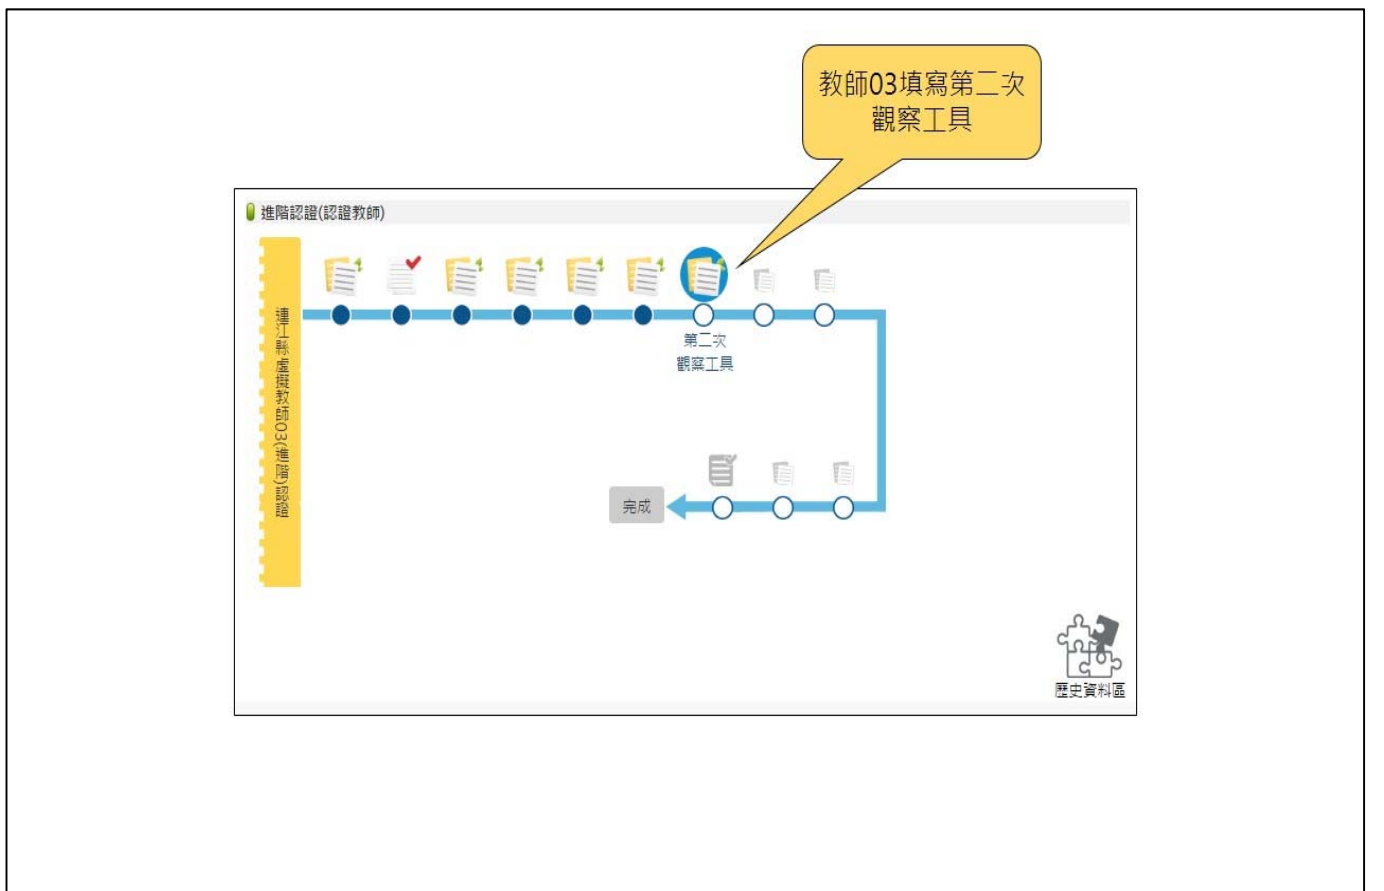 教師03填寫第二次
觀察工具
進階認證(認證教師)
連江縣虛擬教師03(進階)認證
第二次
觀察工具
完成
歷史資料區